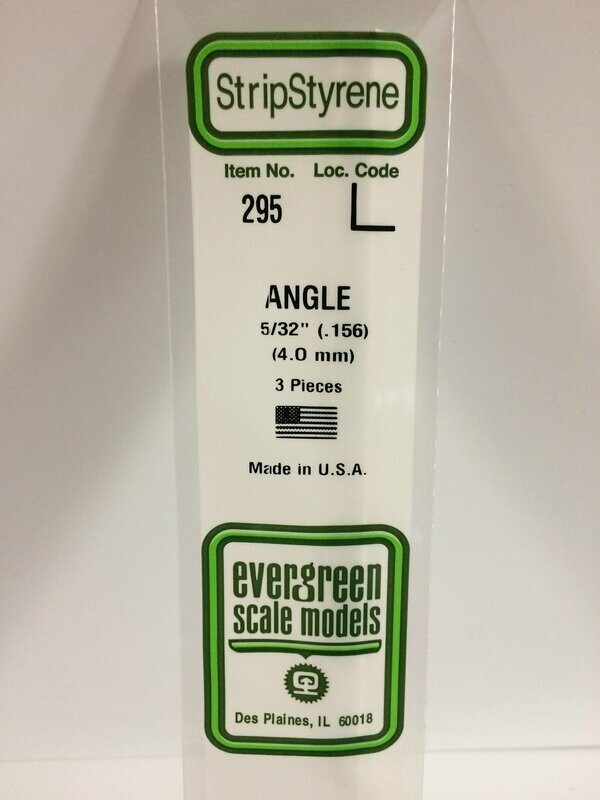 StripStyrene
Item No. Loc. Code
295 L
ANGLE
5/32" (.156)
(4.0 mm)
3 Pieces
Made in U.S.A.
evergreen
scale models
Des Plaines, IL 60018